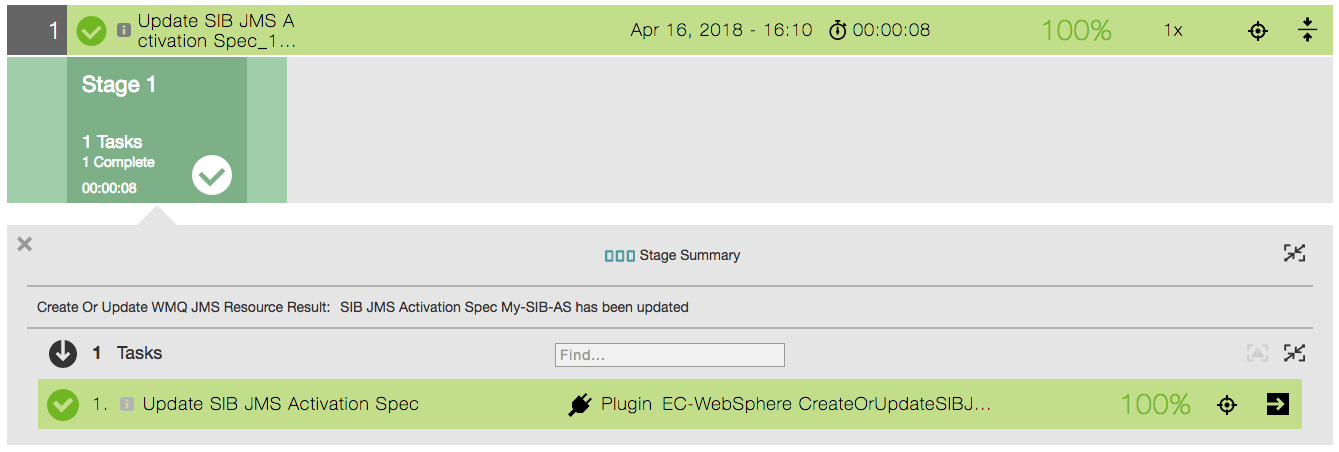 1
Update SIB JMS A
ctivation Spec_1...
Apr 16, 2018 - 16:10
00:00:08
100%
1x
Stage 1
1 Tasks
1 Complete
00:00:08
Stage Summary
Create Or Update WMQ JMS Resource Result: SIB JMS Activation Spec My-SIB-AS has been updated
1 Tasks
Find...
1. Update SIB JMS Activation Spec
Plugin EC-WebSphere CreateOrUpdateSIBJ...
100%